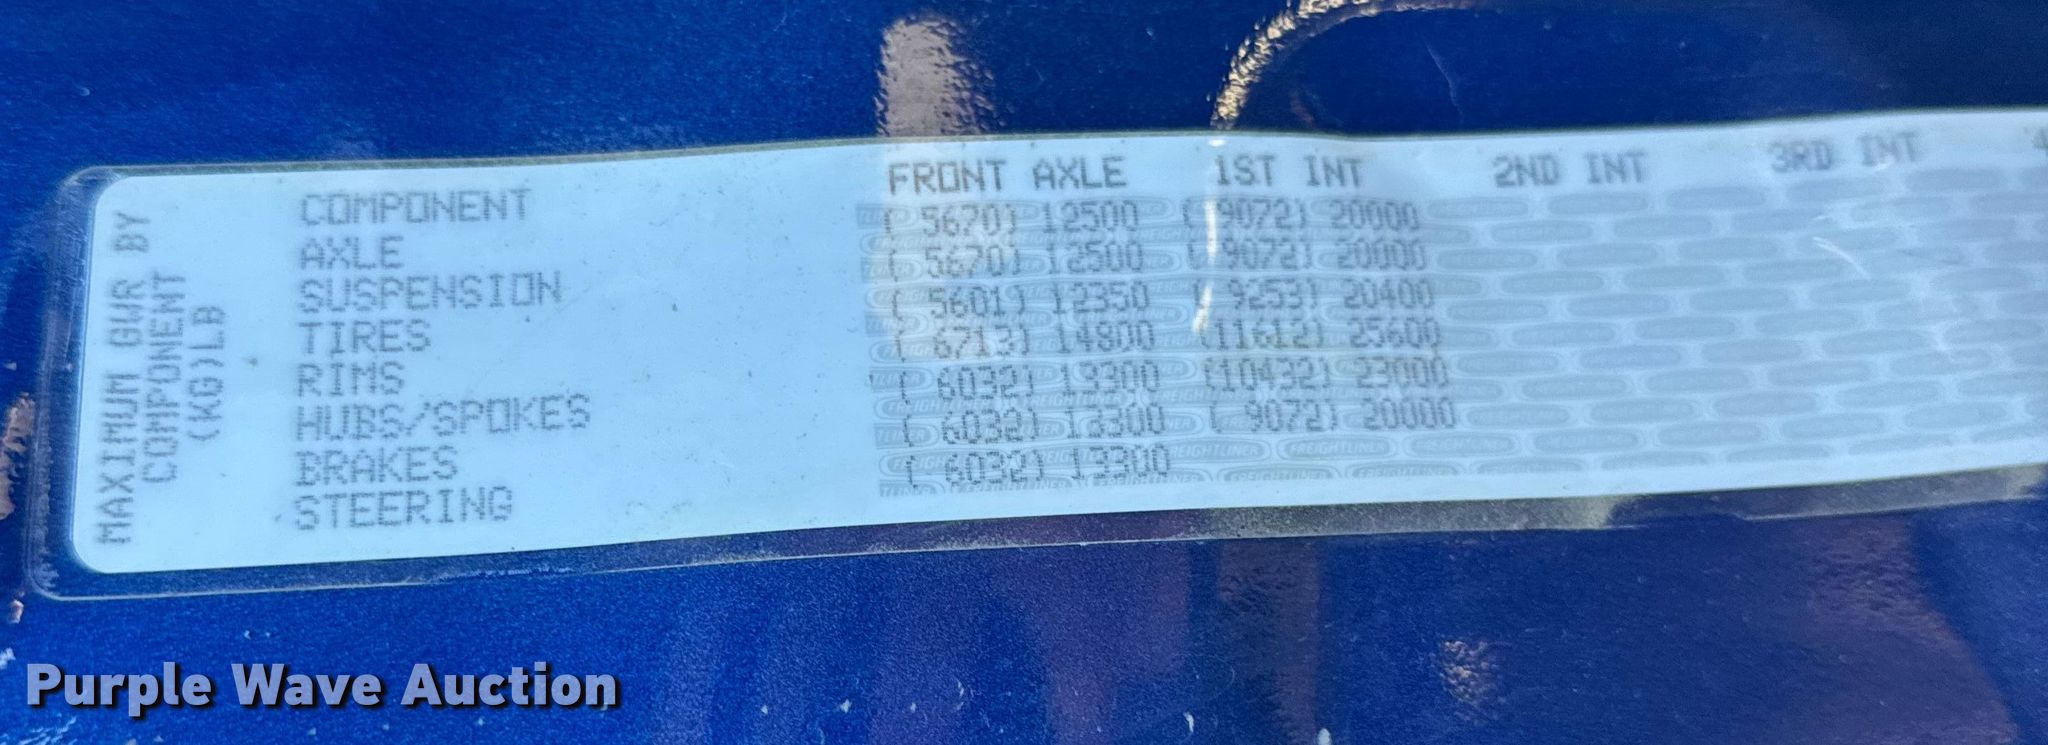 MAXIMUM GWR BY
COMPONENT
(KG)LB
COMPONENT FRONT AXLE 1ST INT 2ND INT 3RD INT 4
AXLE ( 5670) 12500 ( 9072) 20000
SUSPENSION ( 5670) 12500 ( 9072) 20000
TIRES ( 5601) 12350 ( 9253) 20400
RIMS ( 6713) 14800 (11612) 25600
HUBS/SPOKES ( 6032) 13300 (10432) 23000
BRAKES ( 6032) 13300 ( 9072) 20000
STEERING ( 6032) 13300
FREIGHTLINER
Purple Wave Auction